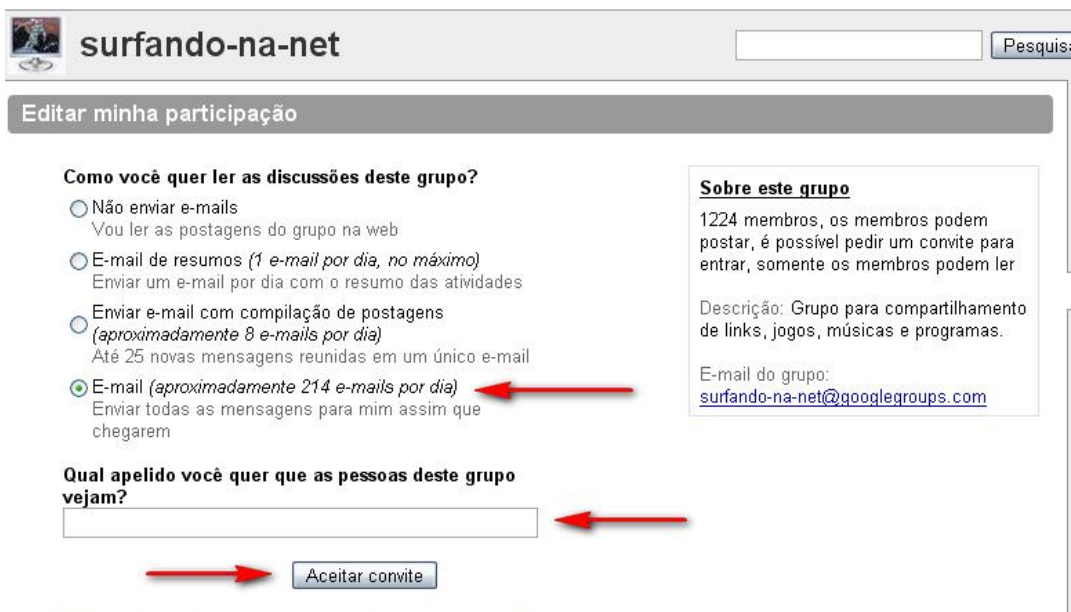 surfando-na-net
Editar minha participação
Como você quer ler as discussões deste grupo?
Não enviar e-mails
Vou ler as postagens do grupo na web
E-mail de resumos (1 e-mail por dia, no máximo)
Enviar um e-mail por dia com o resumo das atividades
Enviar e-mail com compilação de postagens
(aproximadamente 8 e-mails por dia)
Até 25 novas mensagens reunidas em um único e-mail
E-mail (aproximadamente 214 e-mails por dia)
Enviar todas as mensagens para mim assim que
chegarem
Qual apelido você quer que as pessoas deste grupo
vejam?
Aceitar convite
Sobre este grupo
1224 membros, os membros podem
postar, é possível pedir um convite para
entrar, somente os membros podem ler
Descrição: Grupo para compartilhamento
de links, jogos, músicas e programas.
E-mail do grupo:
surfando-na-net@googlegroups.com